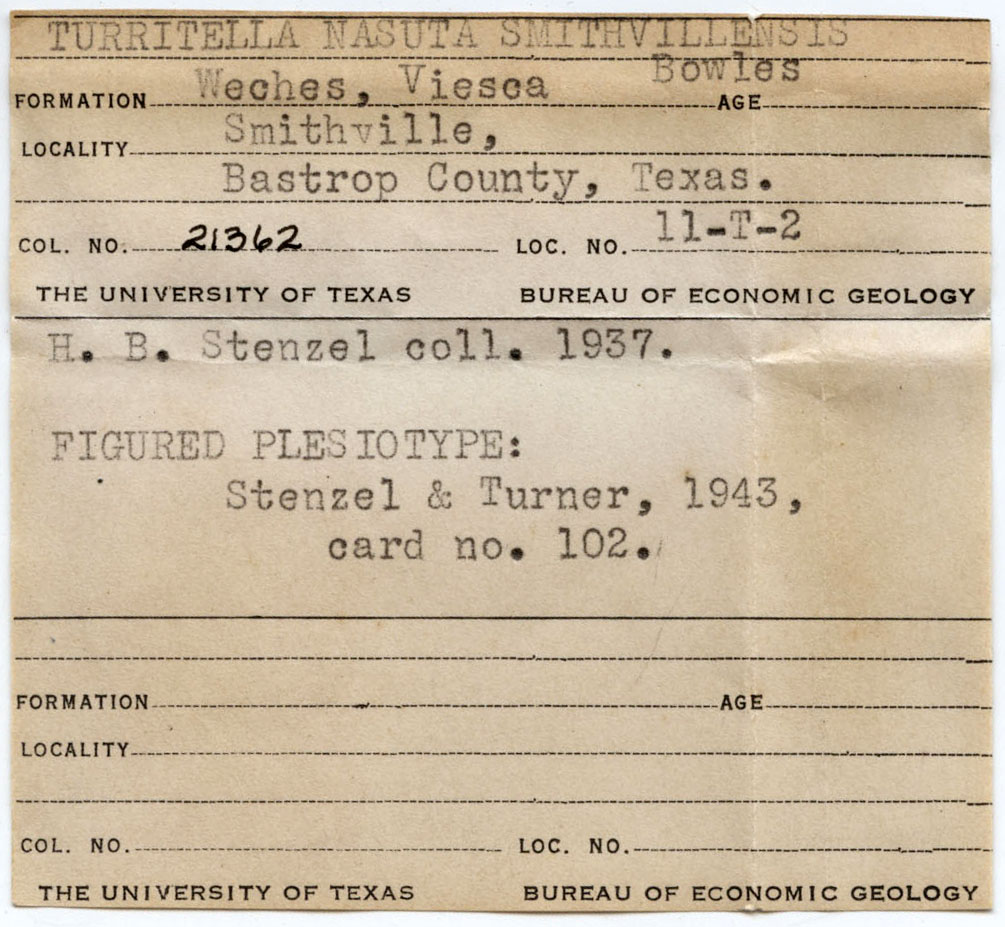 TURRITELLA NASUTA SMITHVILLENSIS
Bowles
FORMATION Weches, Viesca AGE
LOCALITY Smithville,
Bastrop County, Texas.
COL. NO. 21362 LOC. NO. 11-T-2
THE UNIVERSITY OF TEXAS BUREAU OF ECONOMIC GEOLOGY
H. B. Stenzel coll. 1937.
FIGURED PLESIOTYPE:
Stenzel & Turner, 1943,
card no. 102.
FORMATION AGE
LOCALITY
COL. NO. LOC. NO.
THE UNIVERSITY OF TEXAS BUREAU OF ECONOMIC GEOLOGY